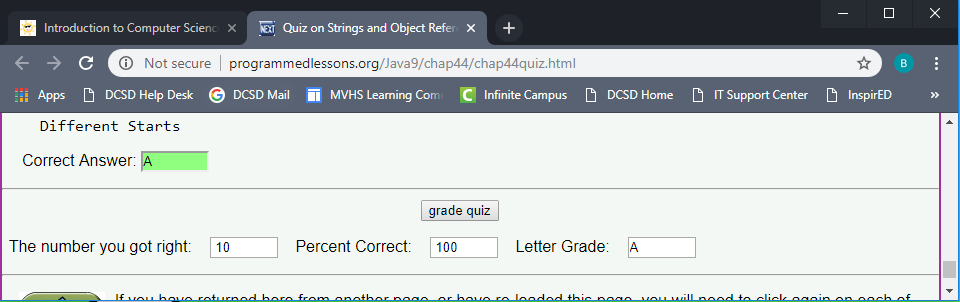 Introduction to Computer Scienc
NEXT Quiz on Strings and Object Refer
Not secure | programmedlessons.org/Java9/chap44/chap44quiz.html B
Apps DCSD Help Desk G DCSD Mail MVHS Learning Com C Infinite Campus DCSD Home IT Support Center InspirED »
Different Starts
Correct Answer: A
grade quiz
The number you got right: 10 Percent Correct: 100 Letter Grade: A
If you have returned here from another page, or have re-loaded this page, you will need to click again on each of